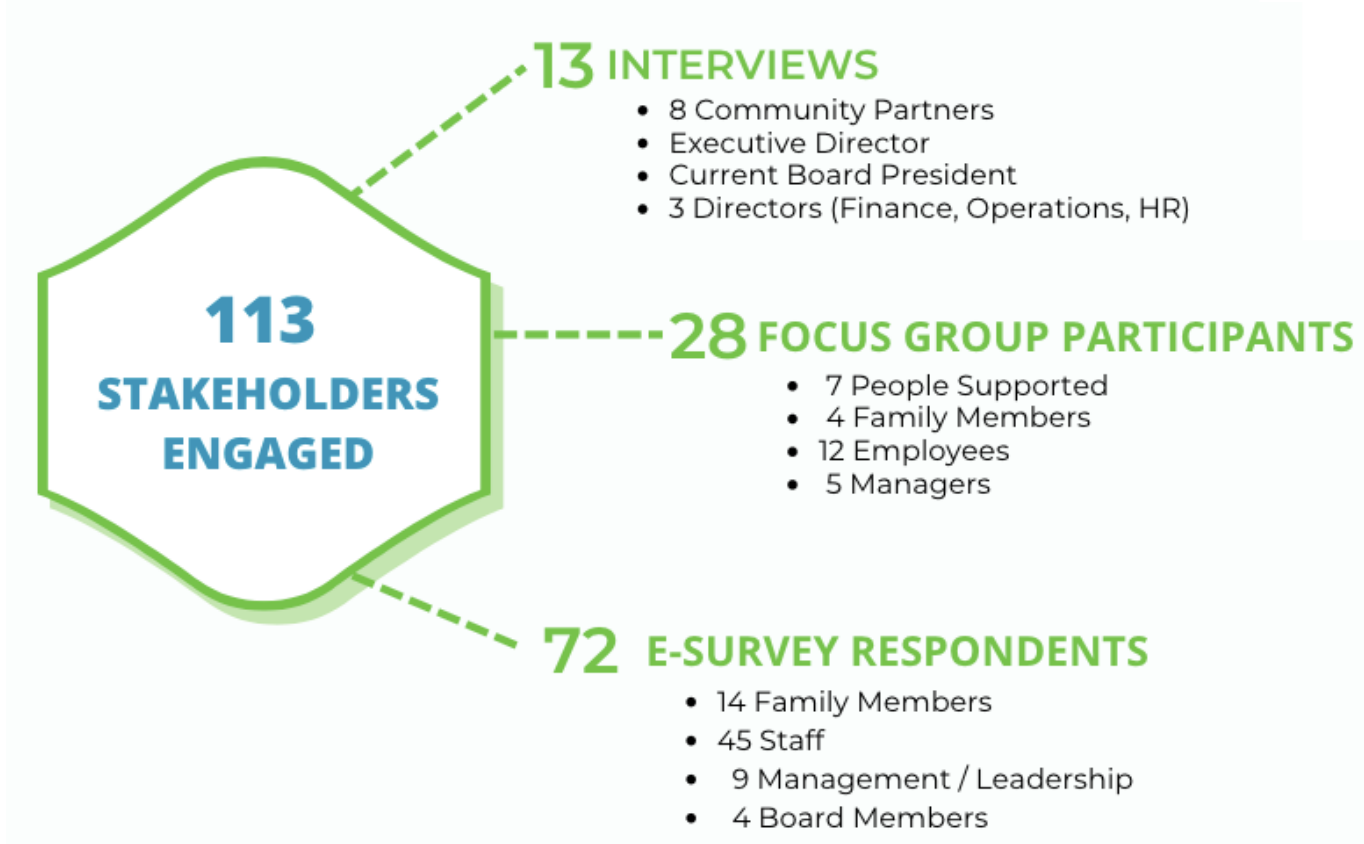 13 INTERVIEWS
• 8 Community Partners
• Executive Director
• Current Board President
• 3 Directors (Finance, Operations, HR)
113
STAKEHOLDERS
ENGAGED
28 FOCUS GROUP PARTICIPANTS
• 7 People Supported
• 4 Family Members
• 12 Employees
• 5 Managers
72 E-SURVEY RESPONDENTS
• 14 Family Members
• 45 Staff
• 9 Management / Leadership
• 4 Board Members